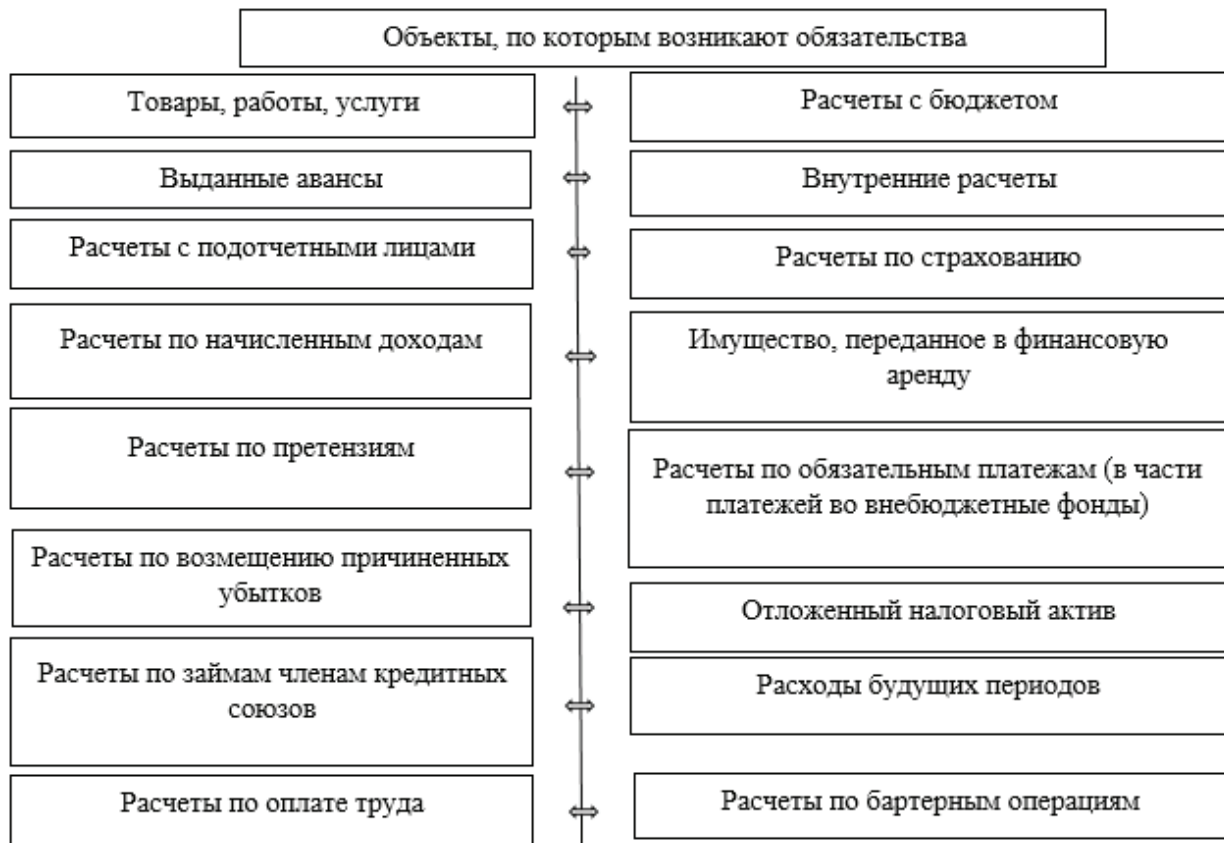 Объекты, по которым возникают обязательства
Товары, работы, услуги
Расчеты с бюджетом
Выданные авансы
Внутренние расчеты
Расчеты с подотчетными лицами
Расчеты по страхованию
Расчеты по начисленным доходам
Имущество, переданное в финансовую
аренду
Расчеты по претензиям
Расчеты по обязательным платежам (в части
платежей во внебюджетные фонды)
Расчеты по возмещению причиненных
убытков
Отложенный налоговый актив
Расчеты по займам членам кредитных
союзов
Расходы будущих периодов
Расчеты по оплате труда
Расчеты по бартерным операциям